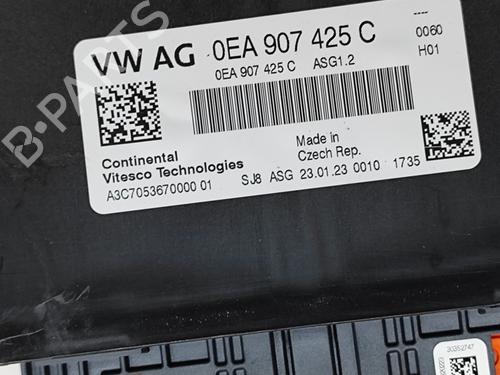 VW AG 0EA 907 425 C
----
0060
H01
0EA 907 425 C ASG1.2
Continental
Vitesco Technologies
A3C7053670000 01
Made in
Czech Rep.
SJ8 ASG 23.01.23 0010 1735
B-PARTS
30352747